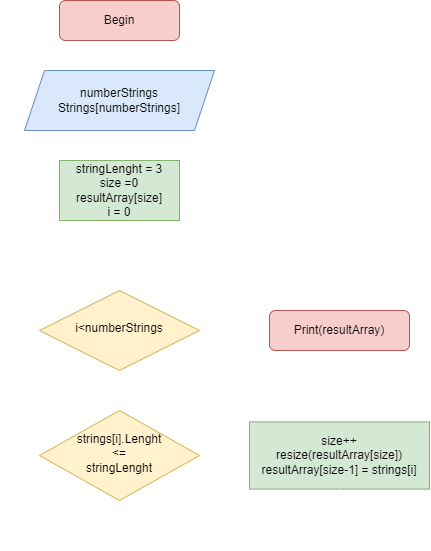 Begin
numberStrings
Strings[numberStrings]
stringLenght = 3
size =0
resultArray[size]
i = 0
i<numberStrings
Print(resultArray)
strings[i].Lenght
<=
stringLenght
size++
resize(resultArray[size])
resultArray[size-1] = strings[i]